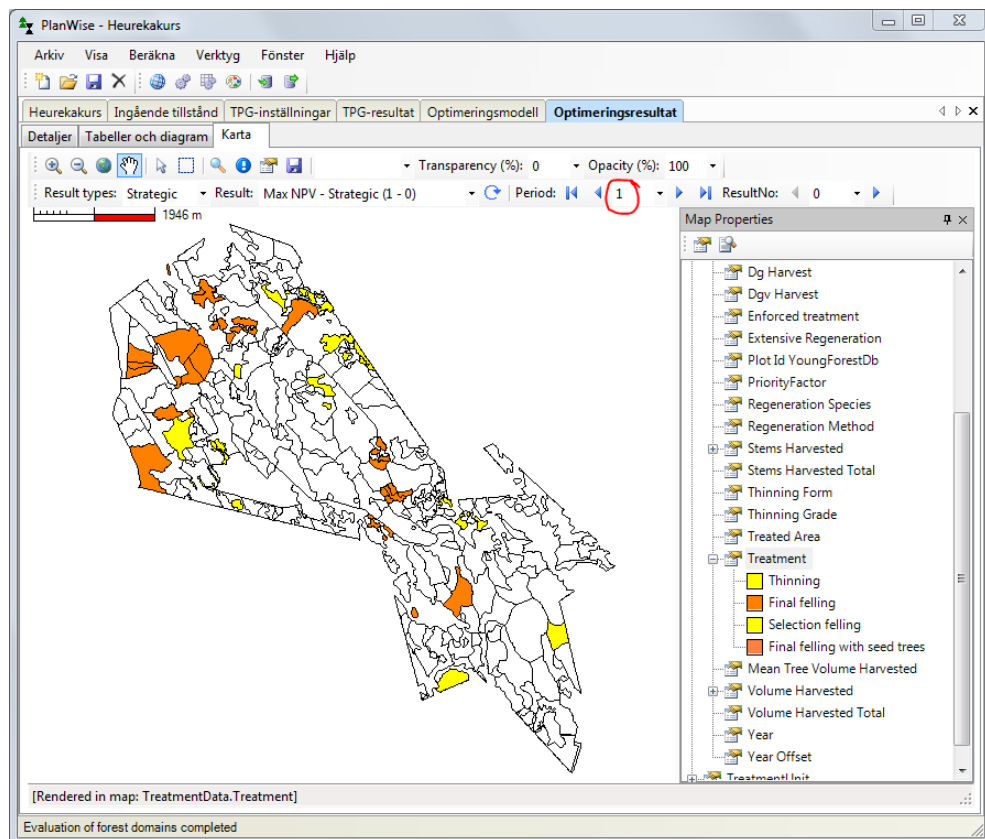 PlanWise - Heurekakurs
Arkiv Visa Beräkna Verktyg Fönster Hjälp
Heurekakurs Ingående tillstånd TPG-inställningar TPG-resultat Optimeringsmodell Optimeringsresultat
Detaljer Tabeller och diagram Karta
Transparency (%): 0 Opacity (%): 100
Result types: Strategic Result: Max NPV - Strategic (1 - 0) Period: 1 ResultNo: 0
1946 m
Map Properties
Dg Harvest
Dgv Harvest
Enforced treatment
Extensive Regeneration
Plot Id YoungForestDb
PriorityFactor
Regeneration Species
Regeneration Method
Stems Harvested
Stems Harvested Total
Thinning Form
Thinning Grade
Treated Area
Treatment
Thinning
Final felling
Selection felling
Final felling with seed trees
Mean Tree Volume Harvested
Volume Harvested
Volume Harvested Total
Year
Year Offset
TreatmentUnit
[Rendered in map: TreatmentData.Treatment]
Evaluation of forest domains completed